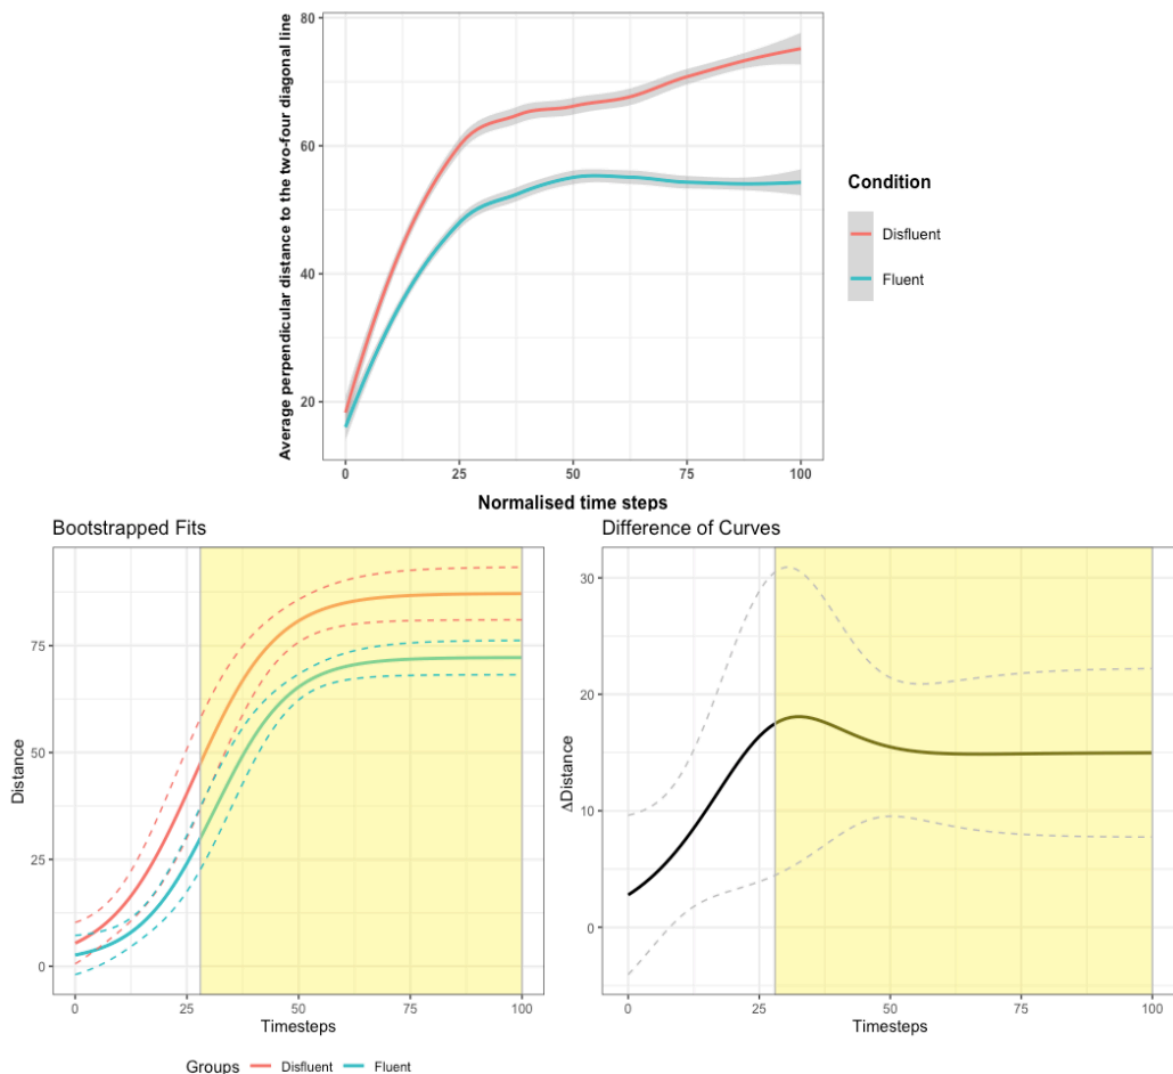 Average perpendicular distance to the two-four diagonal line
80
60
40
20
0 25 50 75 100
Normalised time steps
Condition
Disfluent
Fluent
Bootstrapped Fits
Distance
75
50
25
0
0 25 50 75 100
Timesteps
Groups Disfluent Fluent
Difference of Curves
ΔDistance
30
20
10
0
0 25 50 75 100
Timesteps